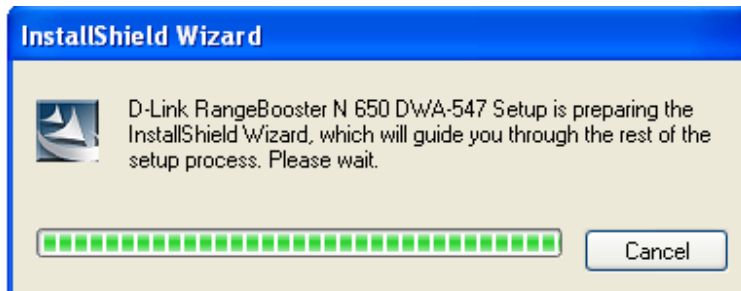 InstallShield Wizard
D-Link RangeBooster N 650 DWA-547 Setup is preparing the
InstallShield Wizard, which will guide you through the rest of the
setup process. Please wait.
Cancel